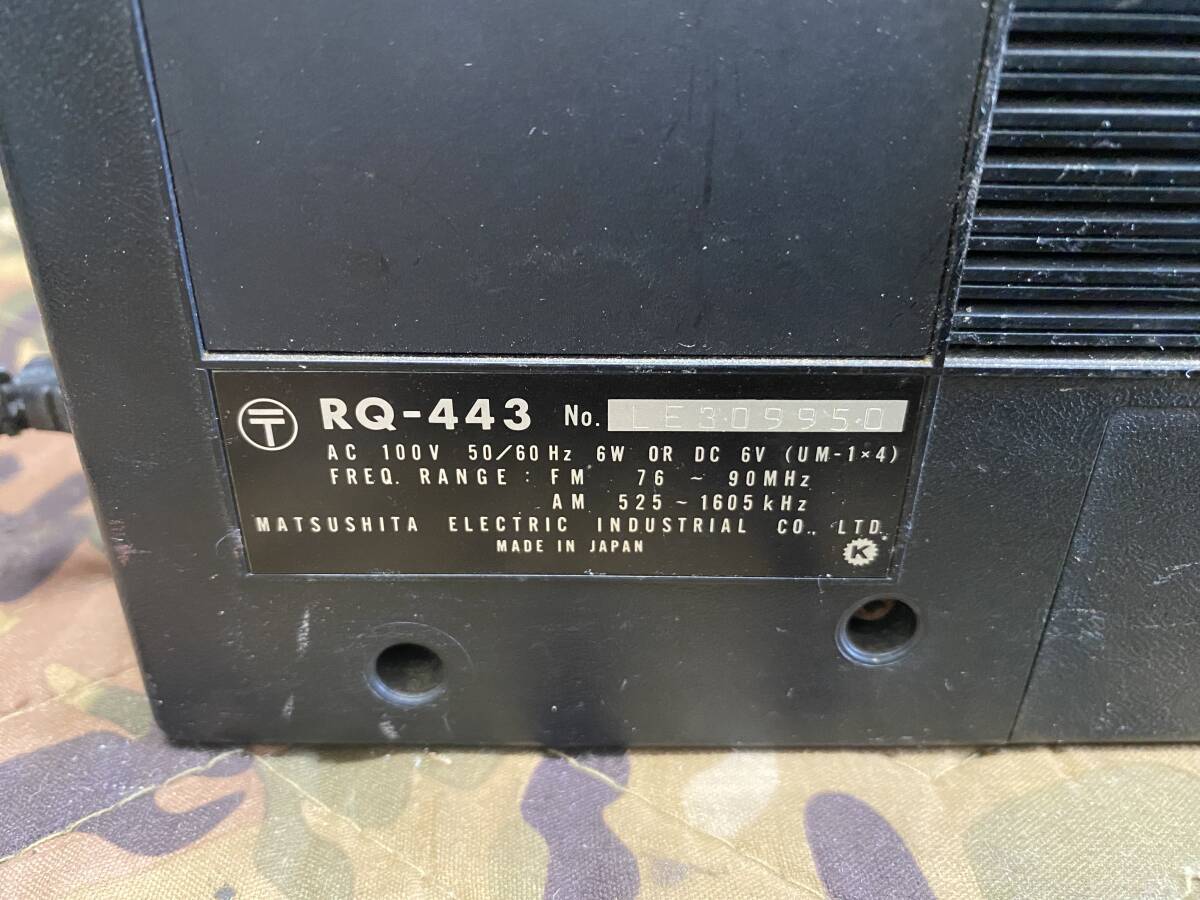 〒 RQ-443 No. LE309950
AC 100V 50/60Hz 6W OR DC 6V (UM-1×4)
FREQ. RANGE : FM 76 ~ 90MHz
AM 525 ~ 1605kHz
MATSUSHITA ELECTRIC INDUSTRIAL CO., LTD.
MADE IN JAPAN
K